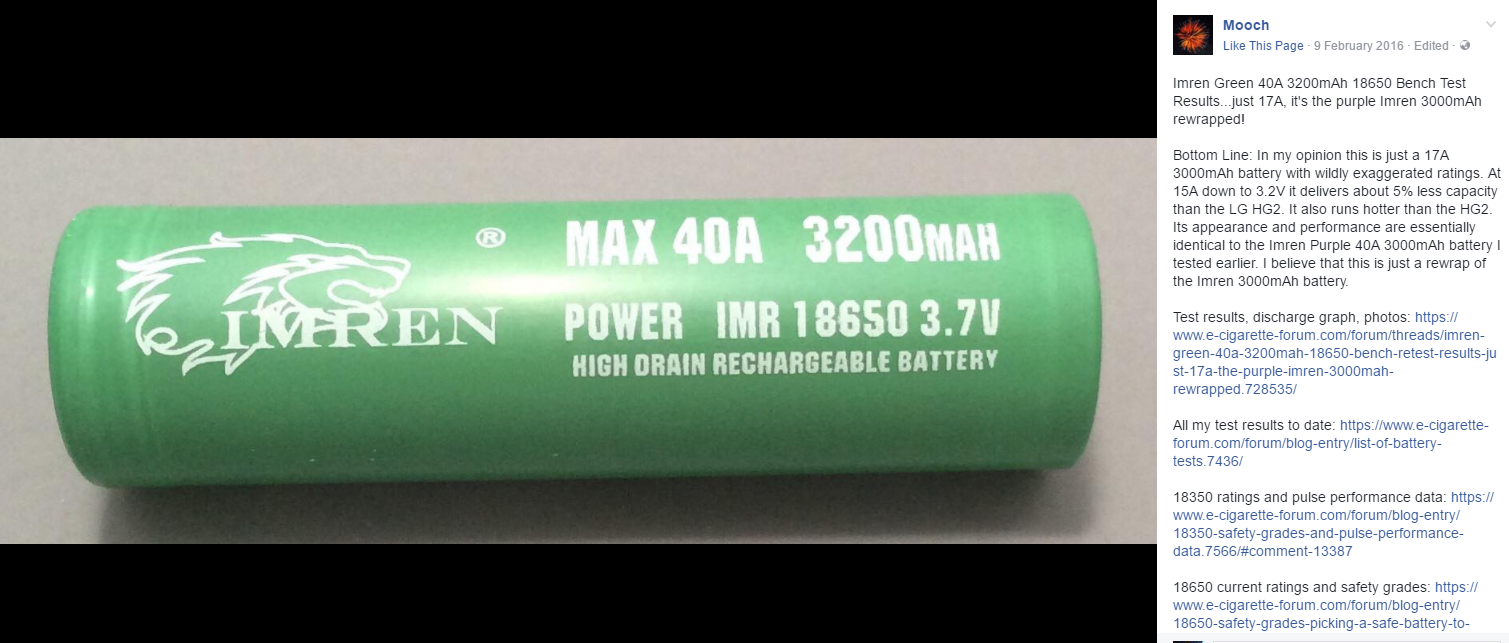 ® MAX 40A 3200MAH
IMREN POWER IMR 18650 3.7V
HIGH DRAIN RECHARGEABLE BATTERY
Mooch
Like This Page · 9 February 2016 · Edited ·
Imren Green 40A 3200mAh 18650 Bench Test
Results...just 17A, it's the purple Imren 3000mAh
rewrapped!
Bottom Line: In my opinion this is just a 17A
3000mAh battery with wildly exaggerated ratings. At
15A down to 3.2V it delivers about 5% less capacity
than the LG HG2. It also runs hotter than the HG2.
Its appearance and performance are essentially
identical to the Imren Purple 40A 3000mAh battery I
tested earlier. I believe that this is just a rewrap of
the Imren 3000mAh battery.
Test results, discharge graph, photos: https://
www.e-cigarette-forum.com/forum/threads/imren-
green-40a-3200mah-18650-bench-retest-results-ju
st-17a-the-purple-imren-3000mah-
rewrapped.728535/
All my test results to date: https://www.e-cigarette-
forum.com/forum/blog-entry/list-of-battery-
tests.7436/
18350 ratings and pulse performance data: https://
www.e-cigarette-forum.com/forum/blog-entry/
18350-safety-grades-and-pulse-performance-
data.7566/#comment-13387
18650 current ratings and safety grades: https://
www.e-cigarette-forum.com/forum/blog-entry/
18650-safety-grades-picking-a-safe-battery-to-